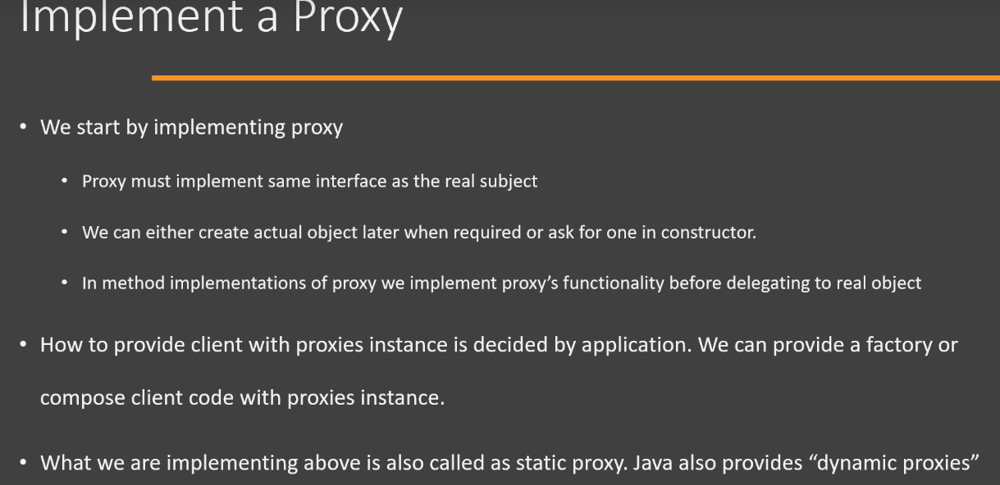 Implement a Proxy
• We start by implementing proxy
• Proxy must implement same interface as the real subject
• We can either create actual object later when required or ask for one in constructor.
• In method implementations of proxy we implement proxy’s functionality before delegating to real object
• How to provide client with proxies instance is decided by application. We can provide a factory or
compose client code with proxies instance.
• What we are implementing above is also called as static proxy. Java also provides “dynamic proxies”